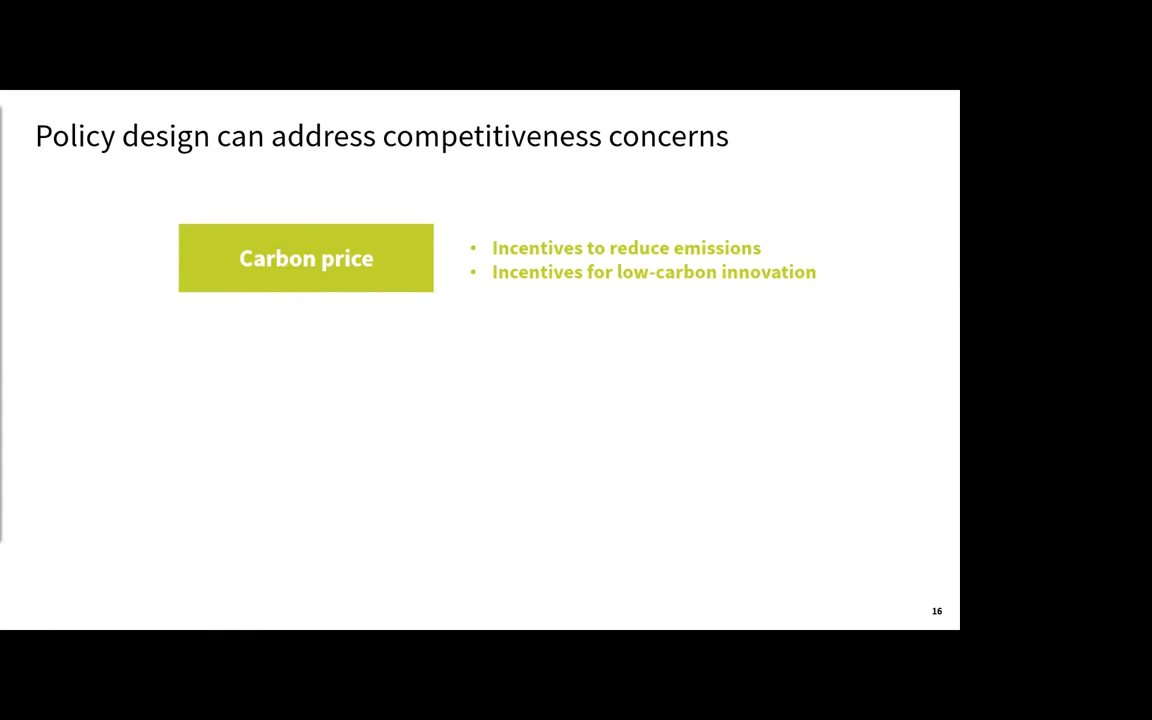 Policy design can address competitiveness concerns
Carbon price
• Incentives to reduce emissions
• Incentives for low-carbon innovation
16